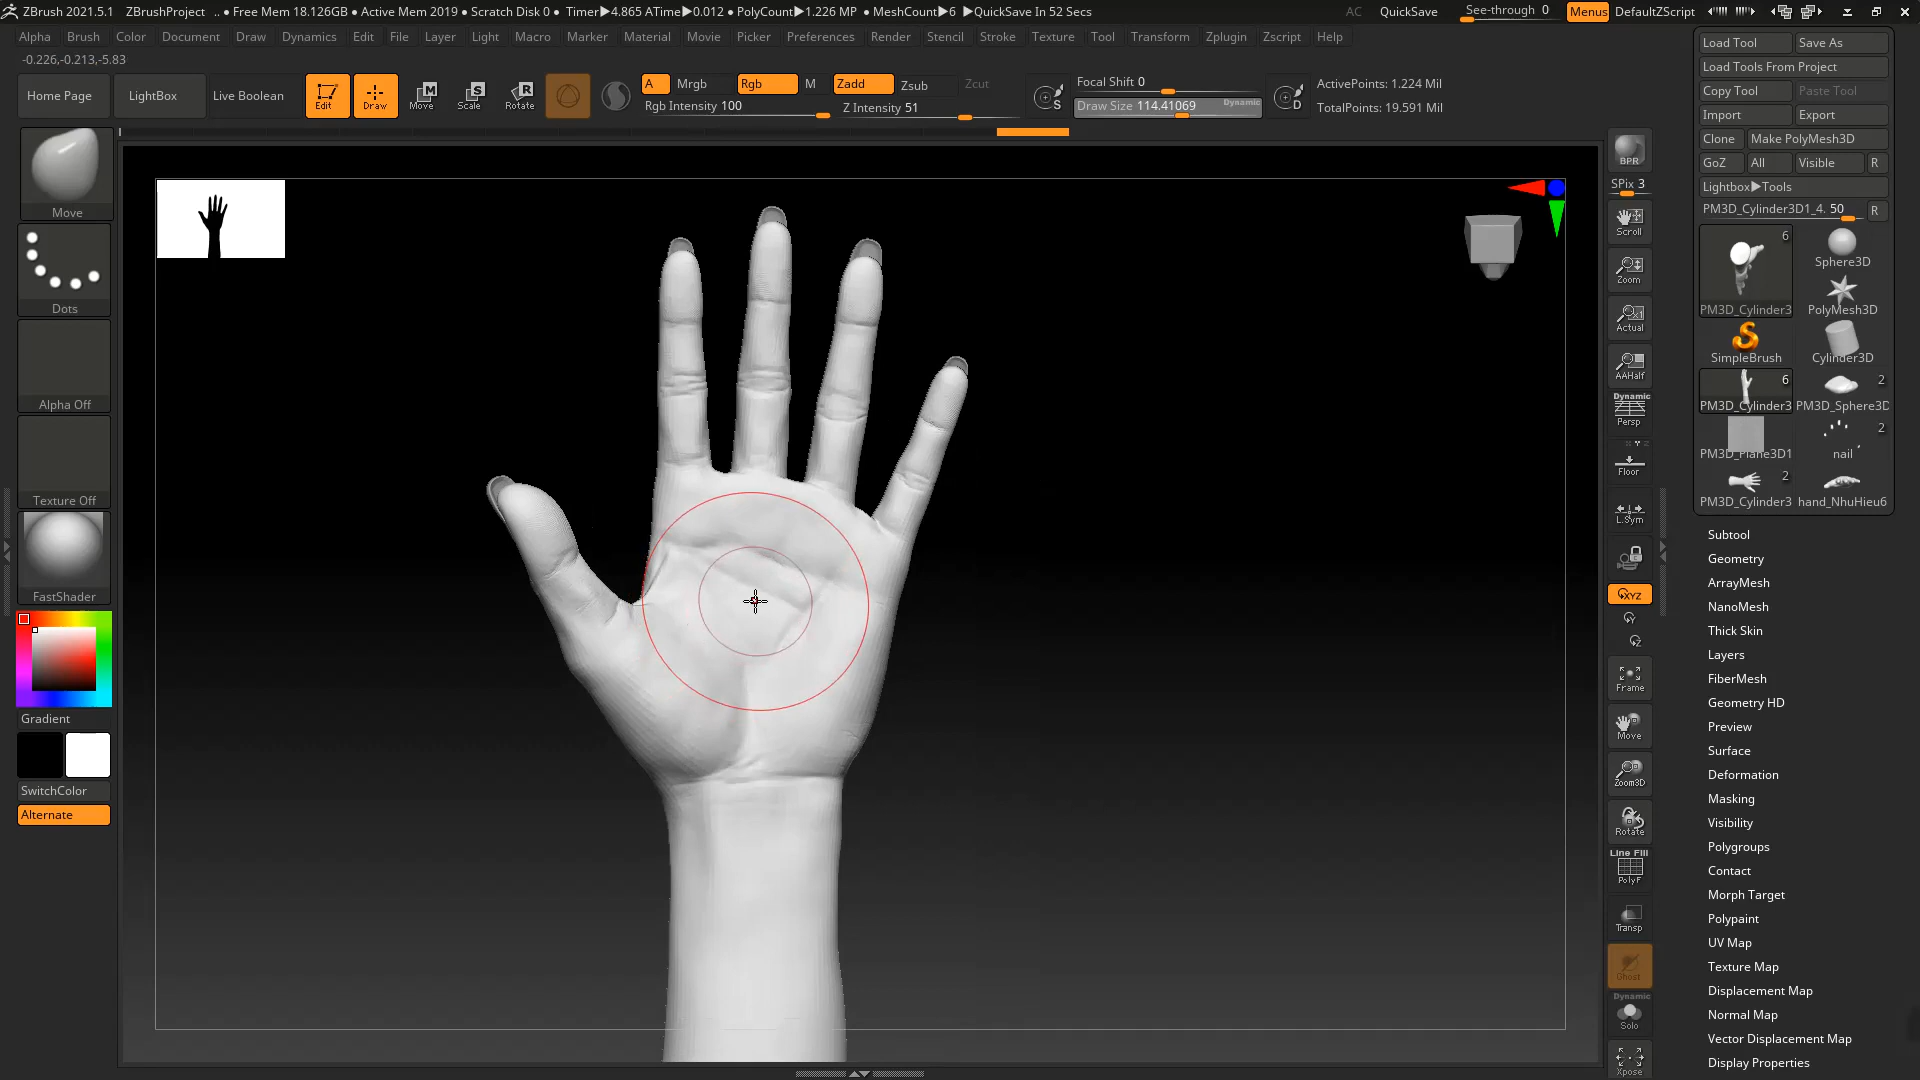 ZBrush 2021.5.1 ZBrushProject .. • Free Mem 18.126GB • Active Mem 2019 • Scratch Disk 0 • Timer▶4.865 ATime▶0.012 • PolyCount▶1.226 MP • MeshCount▶6 ▶QuickSave In 52 Secs AC QuickSave See-through 0 Menus DefaultZScript
Alpha Brush Color Document Draw Dynamics Edit File Layer Light Macro Marker Material Movie Picker Preferences Render Stencil Stroke Texture Tool Transform Zplugin Zscript Help
-0.226,-0.213,-5.83
Home Page LightBox Live Boolean Edit Draw Move Scale Rotate
A Mrgb Rgb M Zadd Zsub Zcut
Rgb Intensity 100 Z Intensity 51
S Focal Shift 0
Draw Size 114.41069 Dynamic D
ActivePoints: 1.224 Mil
TotalPoints: 19.591 Mil
Move
Dots
Alpha Off
Texture Off
FastShader
Gradient
SwitchColor
Alternate
BPR
SPix 3
Scroll
Zoom
Actual
AAHalf
Dynamic
Persp
Floor
L.Sym
XYZ
Y
Z
Frame
Move
Zoom3D
Rotate
Line Fill
PolyF
Transp
Ghost
Dynamic
Solo
Xpose
Load Tool Save As
Load Tools From Project
Copy Tool Paste Tool
Import Export
Clone Make PolyMesh3D
GoZ All Visible R
Lightbox▶Tools
PM3D_Cylinder3D1_4. 50 R
6
Sphere3D
PM3D_Cylinder3 PolyMesh3D
SimpleBrush Cylinder3D
6 2
PM3D_Cylinder3 PM3D_Sphere3D
2
PM3D_Plane3D1 nail
2
PM3D_Cylinder3 hand_NhuHieu6
Subtool
Geometry
ArrayMesh
NanoMesh
Thick Skin
Layers
FiberMesh
Geometry HD
Preview
Surface
Deformation
Masking
Visibility
Polygroups
Contact
Morph Target
Polypaint
UV Map
Texture Map
Displacement Map
Normal Map
Vector Displacement Map
Display Properties